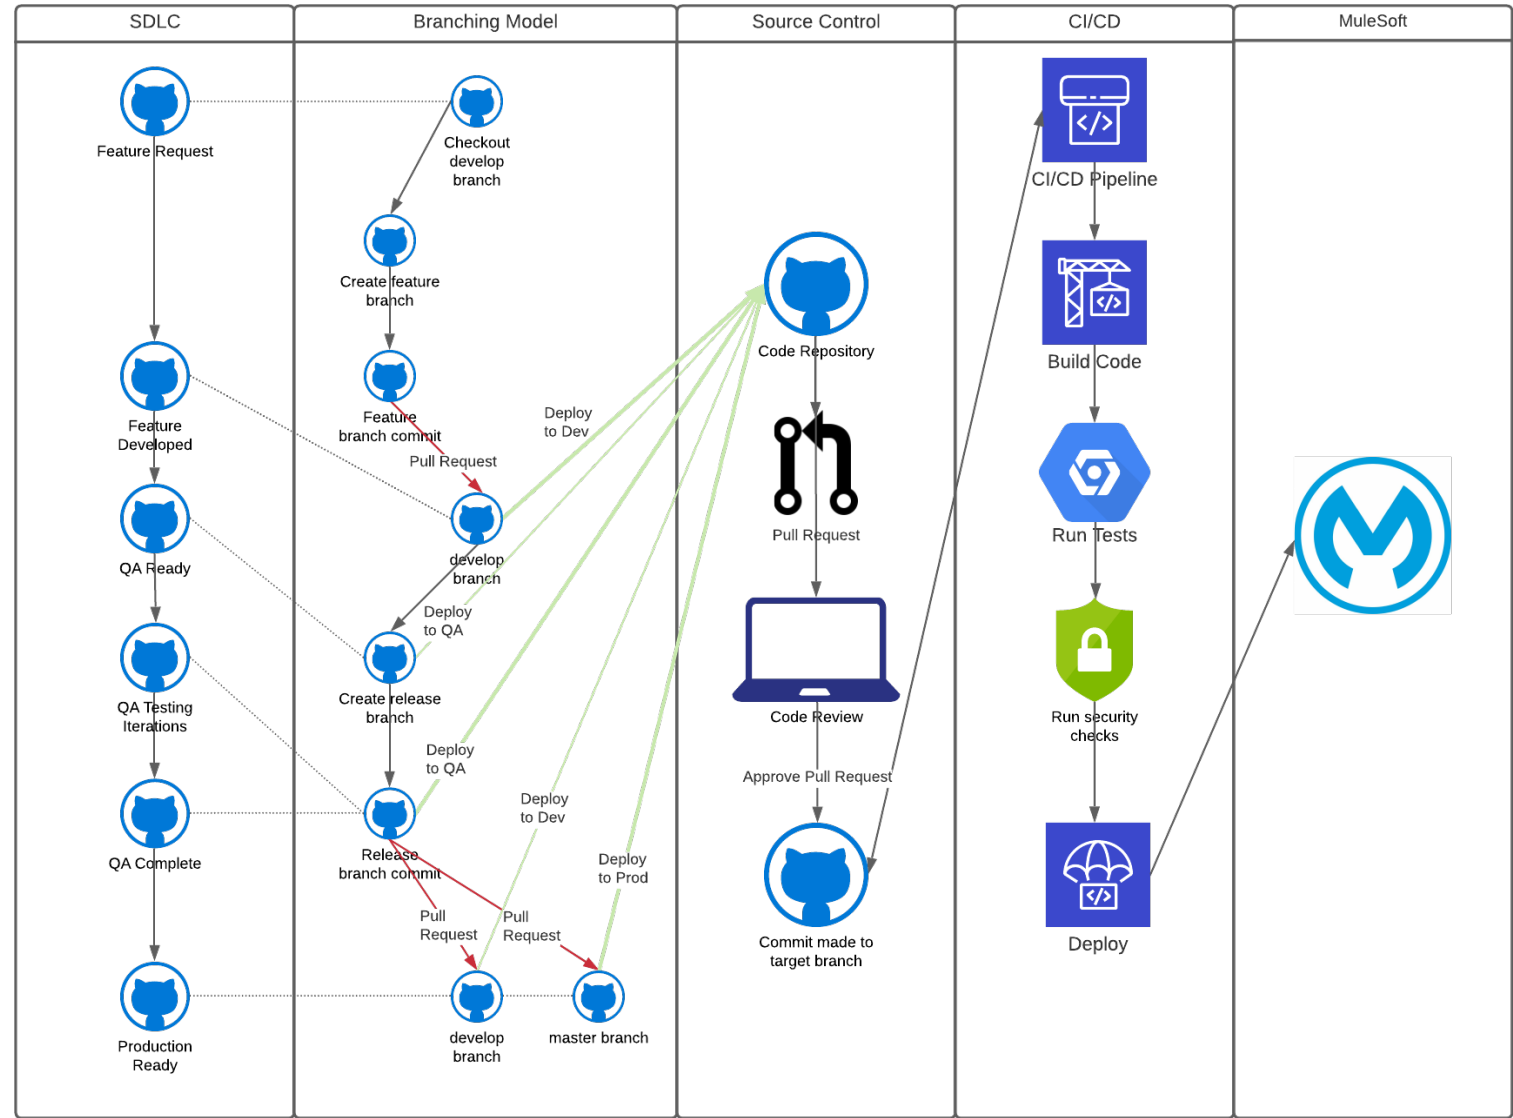 SDLC
Branching Model
Source Control
CI/CD
MuleSoft
Feature Request
Feature
Developed
QA Ready
QA Testing
Iterations
QA Complete
Production
Ready
Checkout
develop
branch
Create feature
branch
Feature
branch commit
Pull Request
develop
branch
Deploy
to Dev
Deploy
to QA
Create release
branch
Deploy
to QA
Release
branch commit
Deploy
to Dev
Deploy
to Prod
Pull
Request
Pull
Request
develop
branch
master branch
Code Repository
Pull Request
Code Review
Approve Pull Request
Commit made to
target branch
</>
CI/CD Pipeline
</>
Build Code
Run Tests
Run security
checks
</>
Deploy